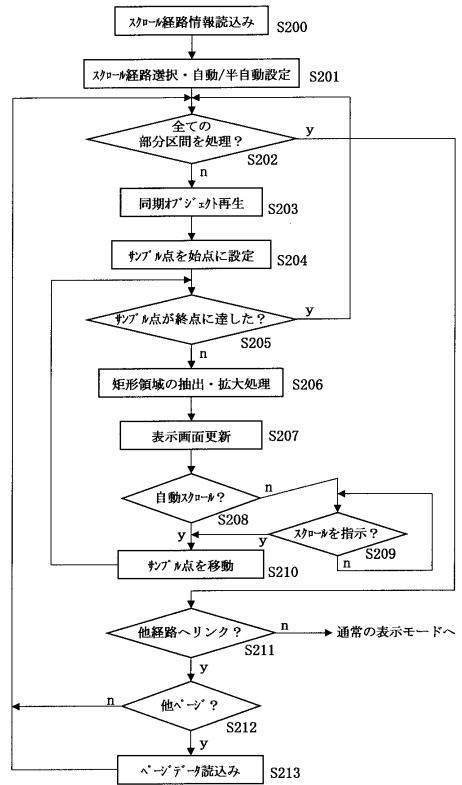 スクロール経路情報読込み
S200
スクロール経路選択・自動/半自動設定
S201
全ての
部分区間を処理？
y
S202
n
同期オブジェクト再生
S203
サンプル点を始点に設定
S204
サンプル点が終点に達した？
y
S205
n
矩形領域の抽出・拡大処理
S206
表示画面更新
S207
自動スクロール？
n
S208
y
スクロールを指示？
y
S209
n
サンプル点を移動
S210
他経路へリンク？
n
通常の表示モードへ
S211
y
他ページ？
n
S212
y
ページデータ読込み
S213